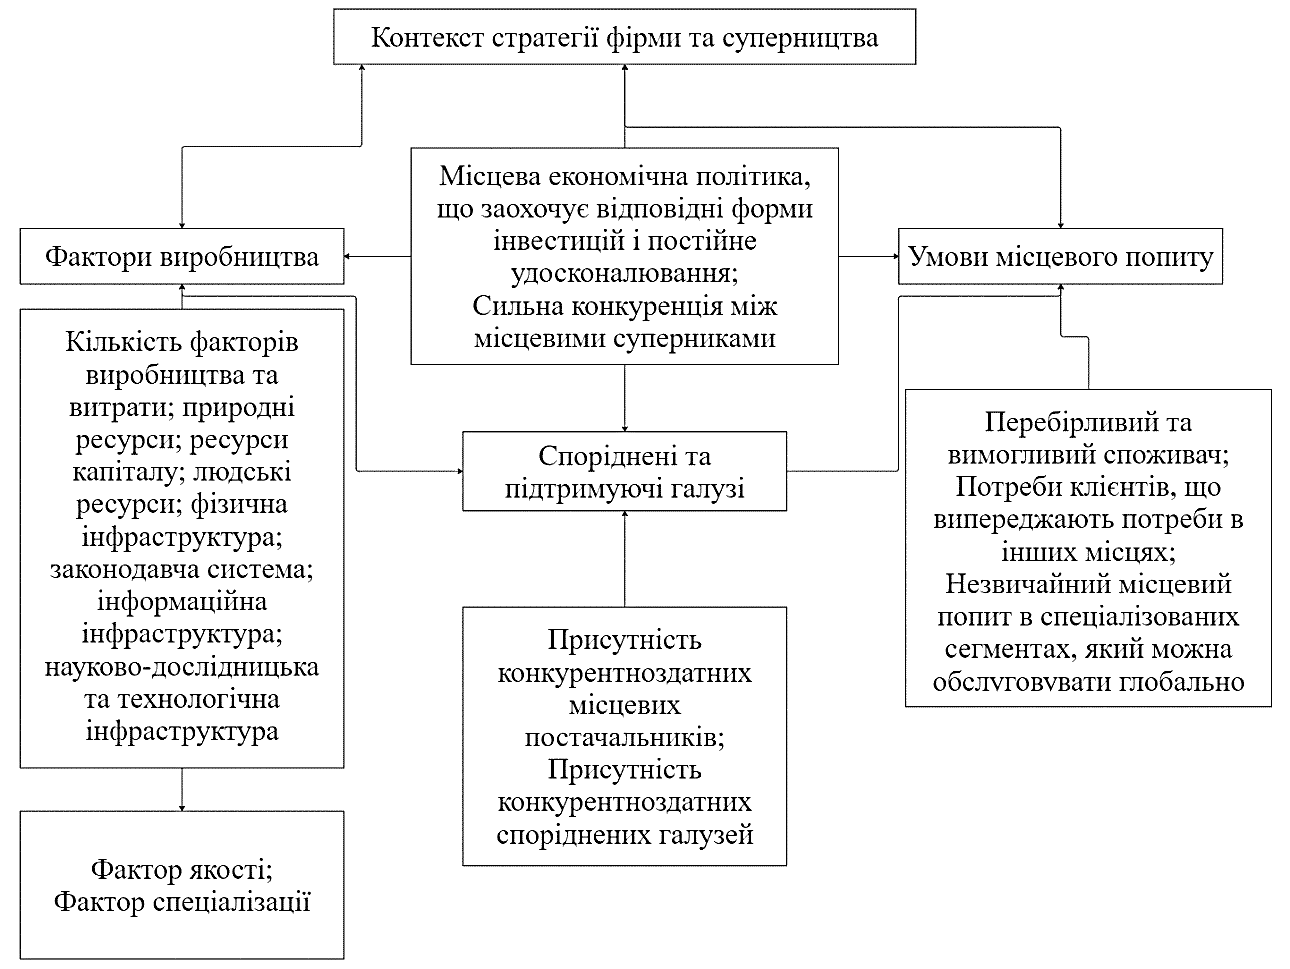 Контекст стратегії фірми та суперництва
Місцева економічна політика,
що заохочує відповідні форми
інвестицій і постійне
удосконалювання;
Сильна конкуренція між
місцевими суперниками
Фактори виробництва
Умови місцевого попиту
Кількість факторів
виробництва та
витрати; природні
ресурси; ресурси
капіталу; людські
ресурси; фізична
інфраструктура;
законодавча система;
інформаційна
інфраструктура;
науково-дослідницька
та технологічна
інфраструктура
Споріднені та
підтримуючі галузі
Перебірливий та
вимогливий споживач;
Потреби клієнтів, що
випереджають потреби в
інших місцях;
Незвичайний місцевий
попит в спеціалізованих
сегментах, який можна
обслуговувати глобально
Присутність
конкурентноздатних
місцевих
постачальників;
Присутність
конкурентноздатних
споріднених галузей
Фактор якості;
Фактор спеціалізації